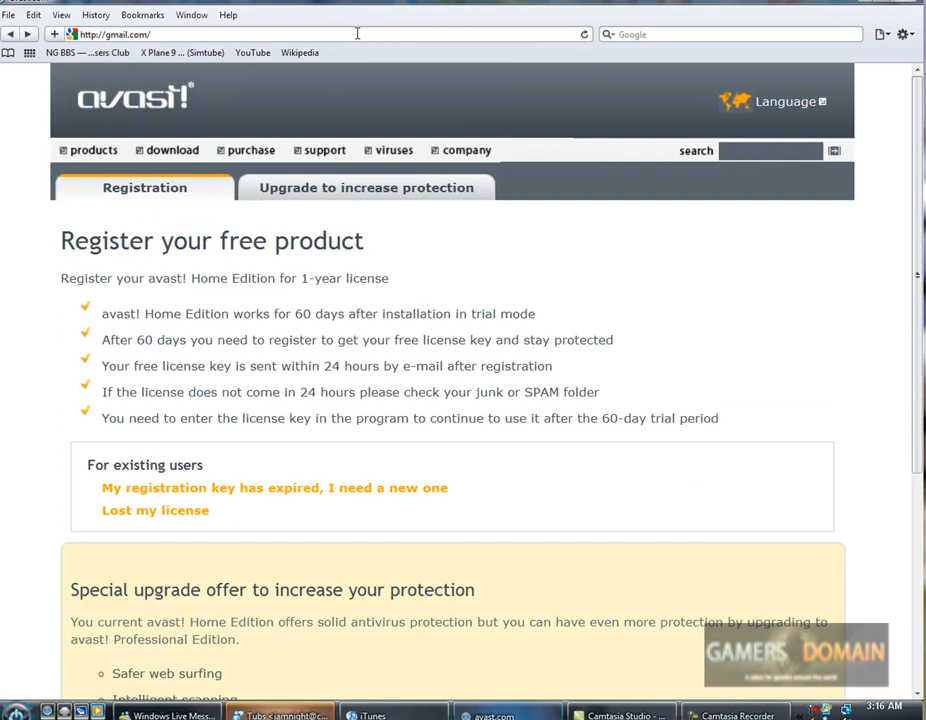 File Edit View History Bookmarks Window Help
http://gmail.com/ Google
NG BBS — ...sers Club X Plane 9 ... (Simtube) YouTube Wikipedia
avast!®
Language
products download purchase support viruses company search
Registration Upgrade to increase protection
Register your free product
Register your avast! Home Edition for 1-year license
avast! Home Edition works for 60 days after installation in trial mode
After 60 days you need to register to get your free license key and stay protected
Your free license key is sent within 24 hours by e-mail after registration
If the license does not come in 24 hours please check your junk or SPAM folder
You need to enter the license key in the program to continue to use it after the 60-day trial period
For existing users
My registration key has expired, I need a new one
Lost my license
Special upgrade offer to increase your protection
You current avast! Home Edition offers solid antivirus protection but you can have even more protection by upgrading to
avast! Professional Edition.
GAMERS DOMAIN
Safer web surfing
Intelligent scanning
Windows Live Mess... Tubs <iamnight@c... iTunes avast.com Camtasia Studio - ... Camtasia Recorder 3:16 AM